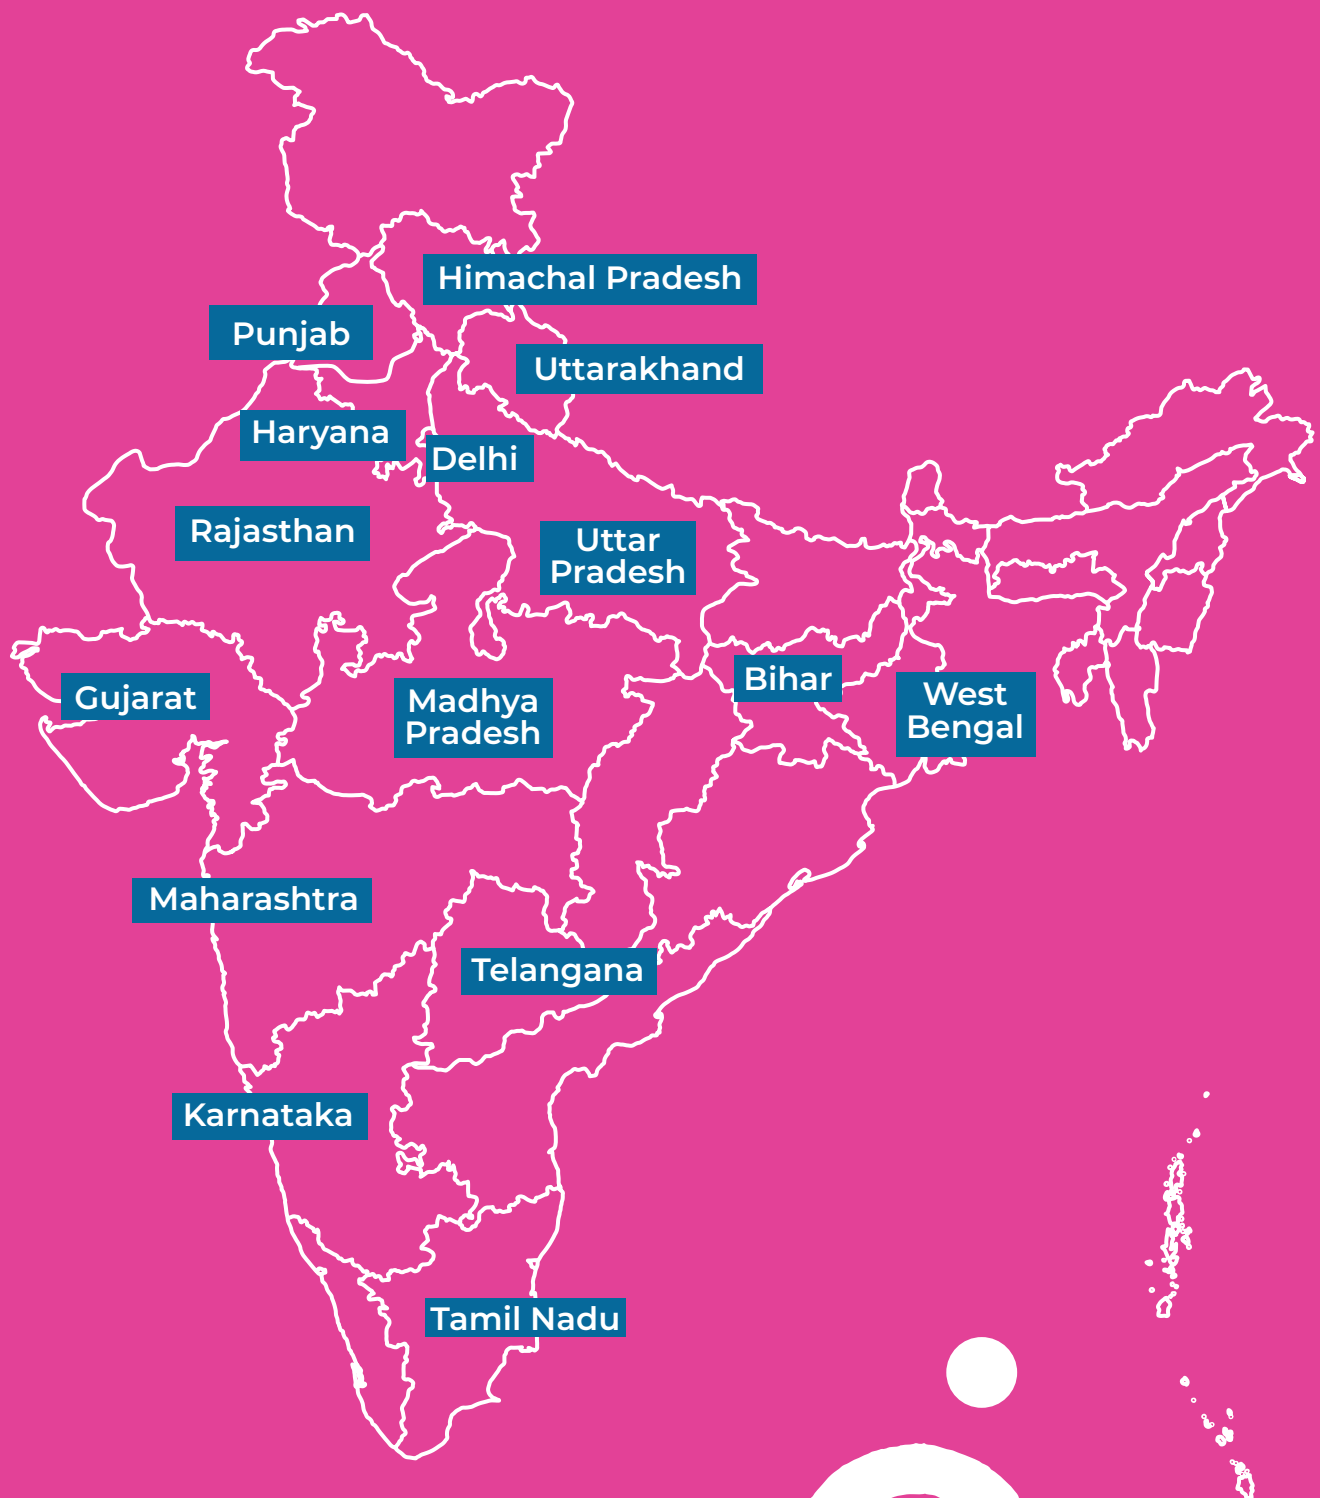 Himachal Pradesh
Punjab
Uttarakhand
Haryana
Delhi
Rajasthan
Uttar
Pradesh
Bihar
Gujarat
Madhya
Pradesh
West
Bengal
Maharashtra
Telangana
Karnataka
Tamil Nadu